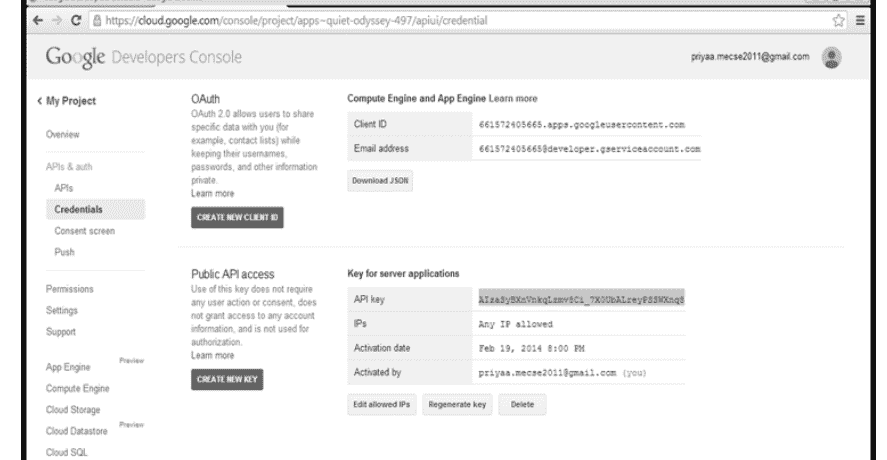 https://cloud.google.com/console/project/apps~quiet-odyssey-497/apiui/credential
Google Developers Console
priyaa.mecse2011@gmail.com
< My Project
Overview
APIs & auth
APIs
Credentials
Consent screen
Push
Permissions
Settings
Support
App Engine Preview
Compute Engine
Cloud Storage
Cloud Datastore Preview
Cloud SQL
OAuth
OAuth 2.0 allows users to share
specific data with you (for
example, contact lists) while
keeping their usernames,
passwords, and other information
private.
Learn more
CREATE NEW CLIENT ID
Compute Engine and App Engine Learn more
Client ID 661572405665.apps.googleusercontent.com
Email address 661572405665@developer.gserviceaccount.com
Download JSON
Public API access
Use of this key does not require
any user action or consent, does
not grant access to any account
information, and is not used for
authorization.
Learn more
CREATE NEW KEY
Key for server applications
API key
IPs Any IP allowed
Activation date Feb 19, 2014 8:00 PM
Activated by priyaa.mecse2011@gmail.com (you)
Edit allowed IPs Regenerate key Delete